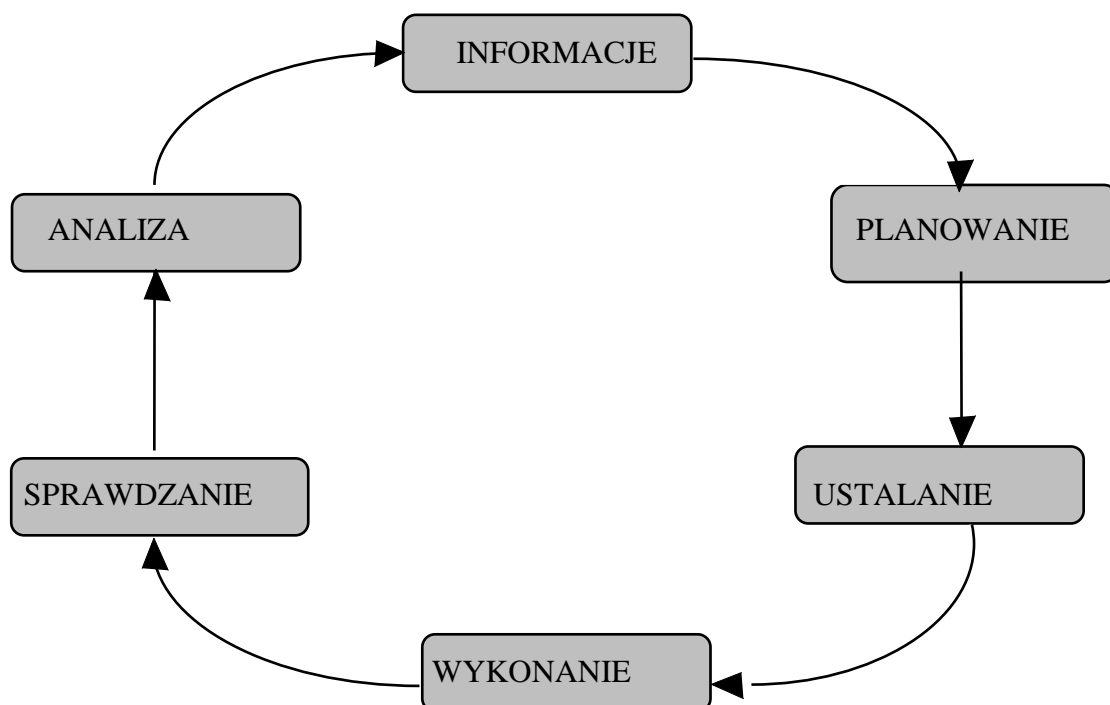 INFORMACJE
PLANOWANIE
USTALANIE
WYKONANIE
SPRAWDZANIE
ANALIZA